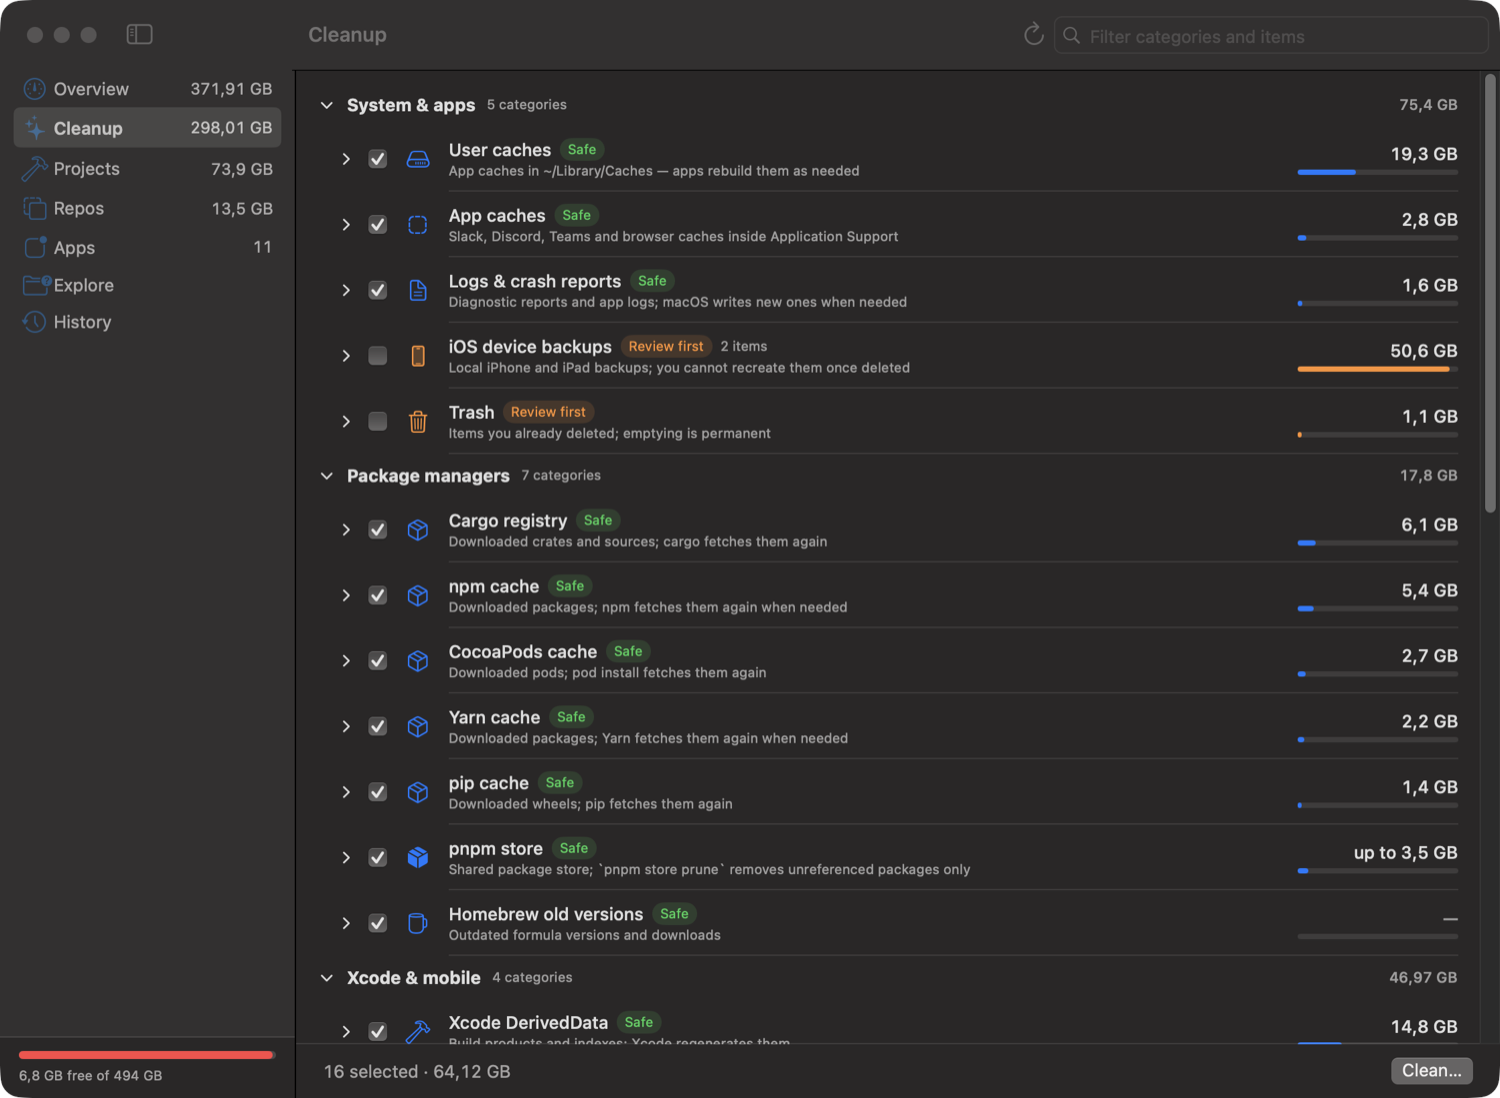 Cleanup
Filter categories and items
Overview 371,91 GB
Cleanup 298,01 GB
Projects 73,9 GB
Repos 13,5 GB
Apps 11
Explore
History
6,8 GB free of 494 GB
System & apps 5 categories 75,4 GB
User caches Safe 19,3 GB
App caches in ~/Library/Caches — apps rebuild them as needed
App caches Safe 2,8 GB
Slack, Discord, Teams and browser caches inside Application Support
Logs & crash reports Safe 1,6 GB
Diagnostic reports and app logs; macOS writes new ones when needed
iOS device backups Review first 2 items 50,6 GB
Local iPhone and iPad backups; you cannot recreate them once deleted
Trash Review first 1,1 GB
Items you already deleted; emptying is permanent
Package managers 7 categories 17,8 GB
Cargo registry Safe 6,1 GB
Downloaded crates and sources; cargo fetches them again
npm cache Safe 5,4 GB
Downloaded packages; npm fetches them again when needed
CocoaPods cache Safe 2,7 GB
Downloaded pods; pod install fetches them again
Yarn cache Safe 2,2 GB
Downloaded packages; Yarn fetches them again when needed
pip cache Safe 1,4 GB
Downloaded wheels; pip fetches them again
pnpm store Safe up to 3,5 GB
Shared package store; `pnpm store prune` removes unreferenced packages only
Homebrew old versions Safe —
Outdated formula versions and downloads
Xcode & mobile 4 categories 46,97 GB
Xcode DerivedData Safe 14,8 GB
Build products and indexes; Xcode regenerates them
16 selected · 64,12 GB
Clean...